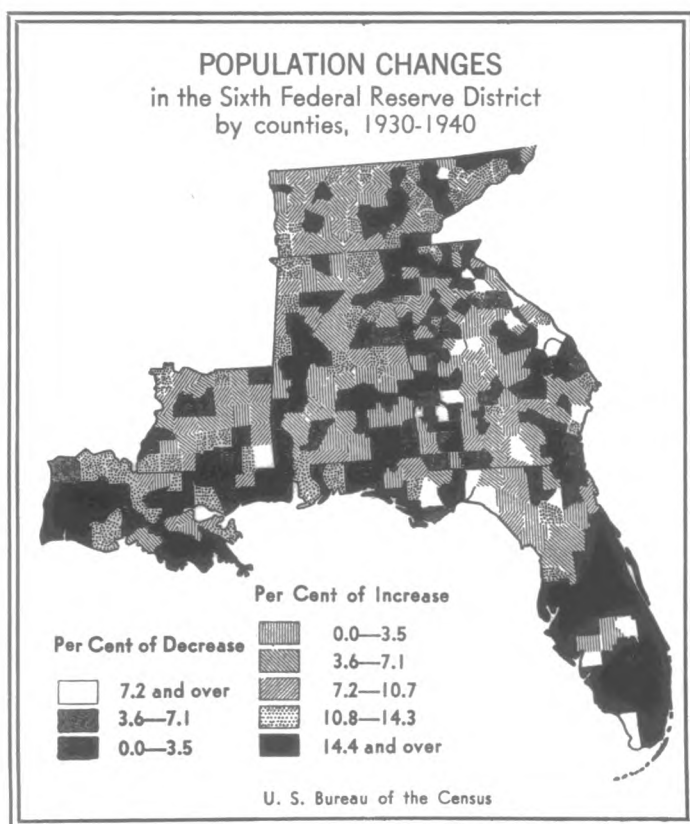 POPULATION CHANGES
in the Sixth Federal Reserve District
by counties, 1930-1940
Per Cent of Decrease
7.2 and over
3.6—7.1
0.0—3.5
Per Cent of Increase
0.0—3.5
3.6—7.1
7.2—10.7
10.8—14.3
14.4 and over
U. S. Bureau of the Census